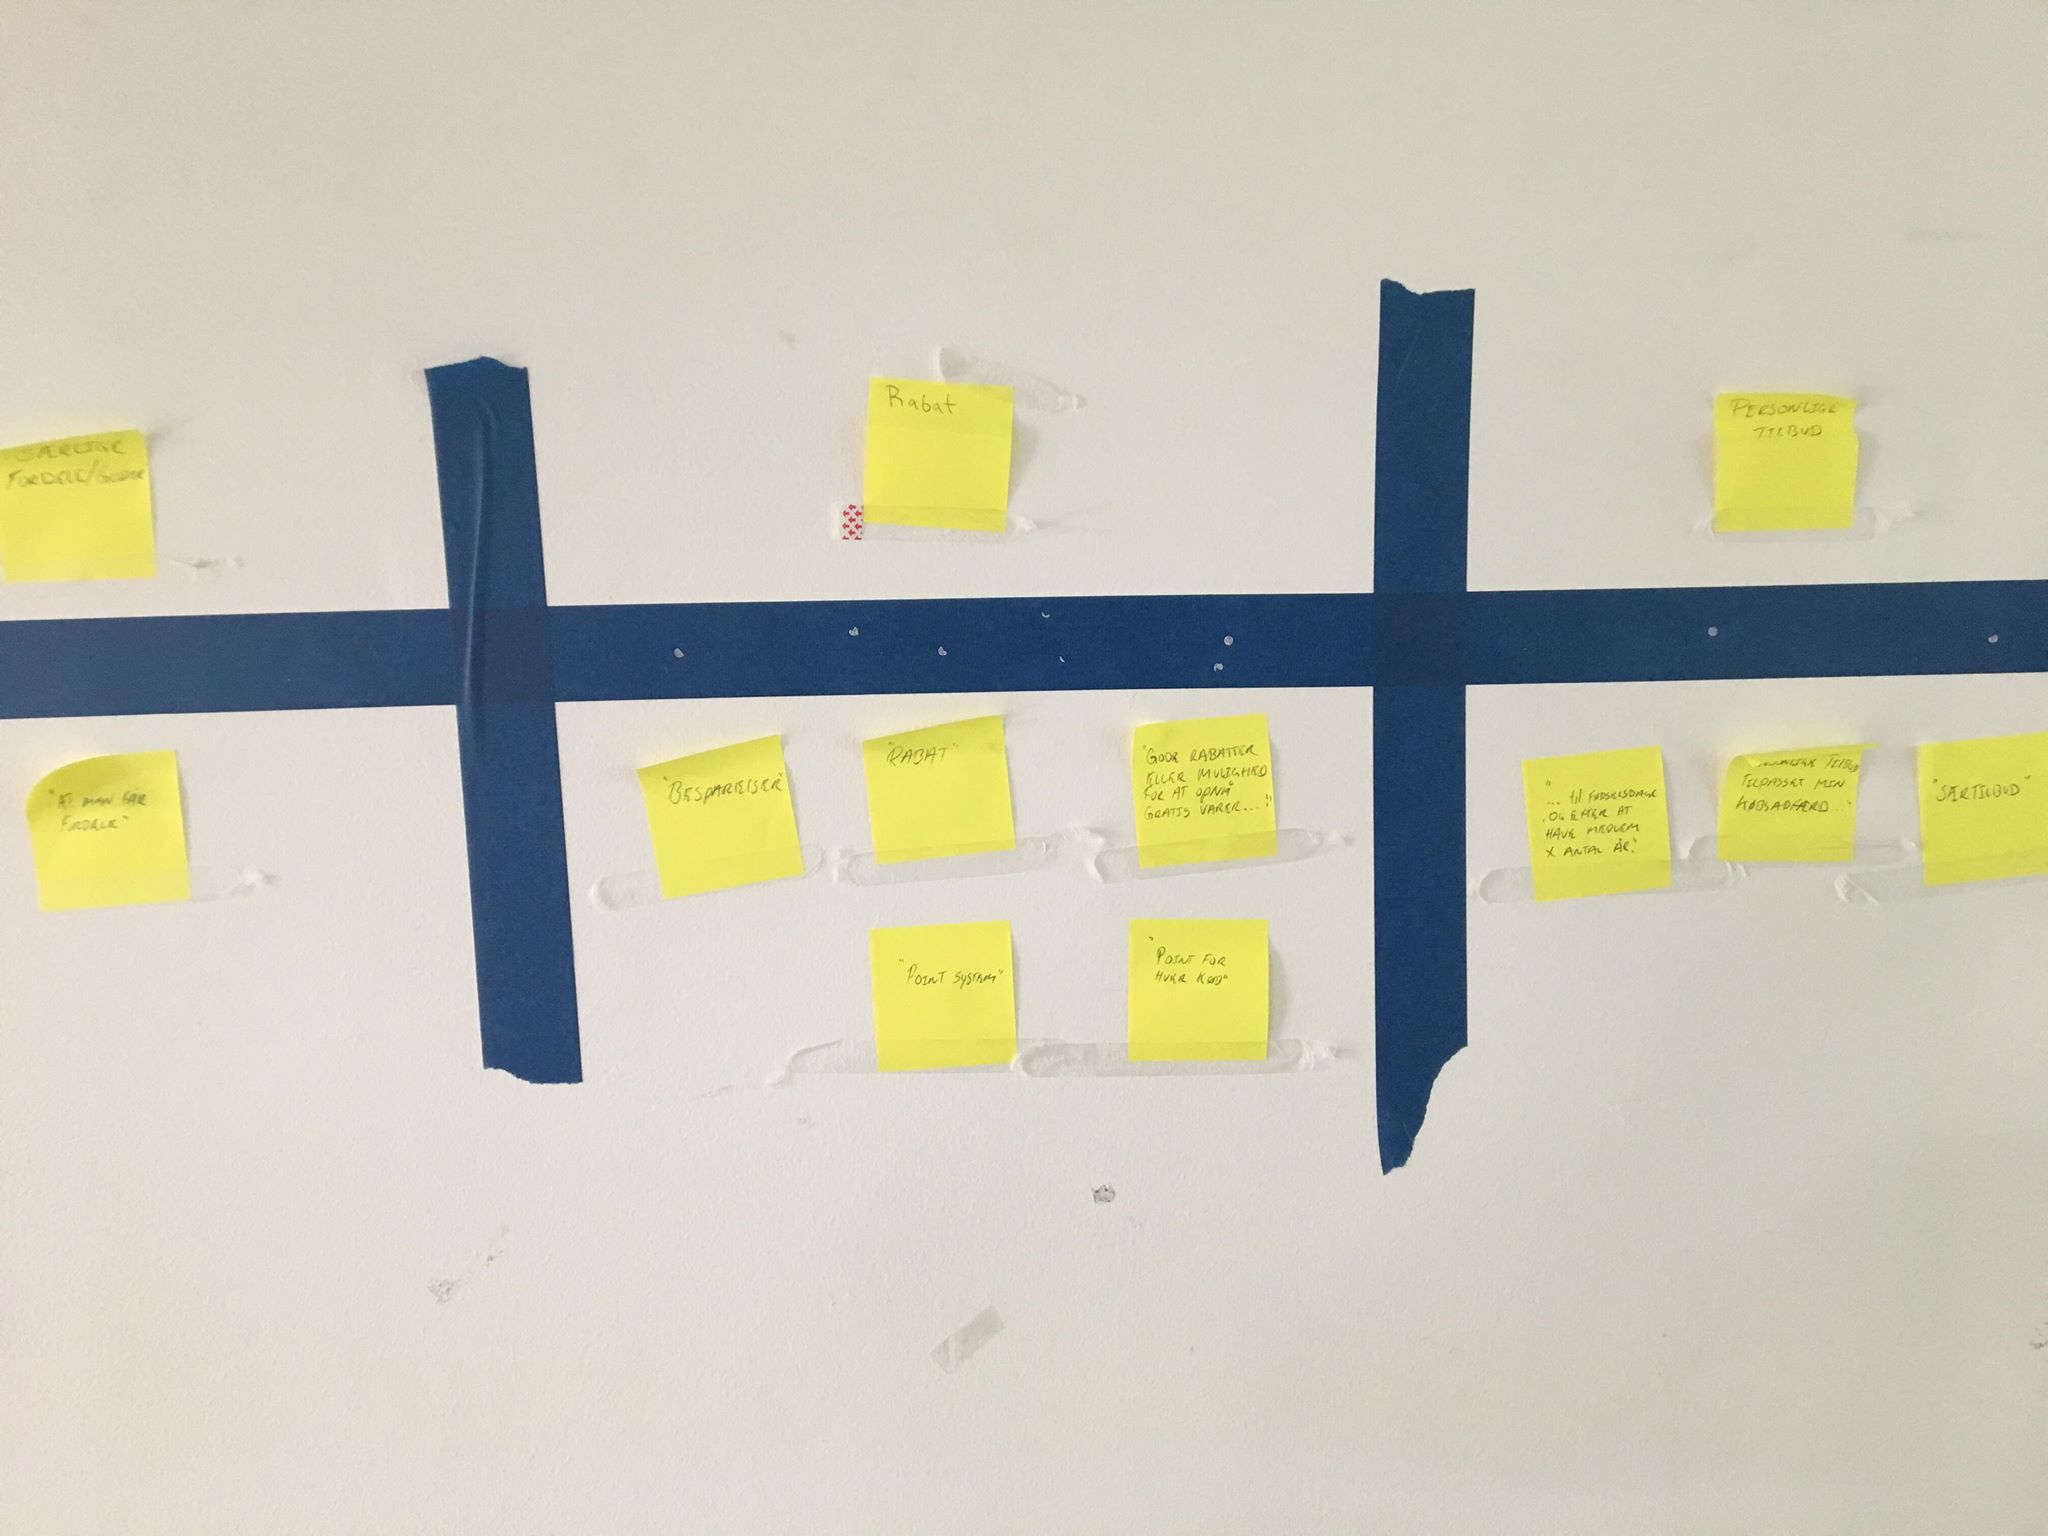 SÆRLIGE
FORDELE/GODER
Rabat
PERSONLIGE
TILBUD
"AT MAN FÅR
FORDELE"
"BESPARELSER"
"RABAT"
"GODE RABATTER
ELLER MULIGHED
FOR AT OPNÅ
GRATIS VARER...."
"POINT SYSTEM"
"POINT FOR
HVER KØB"
"
... til FØDSELSDAGE
. OG EFTER AT
HAVE MEDLEM
X ANTAL ÅR."
TILBUD
TILPASSET MIN
KØBSADFÆRD..."
"SÆRTILBUD"